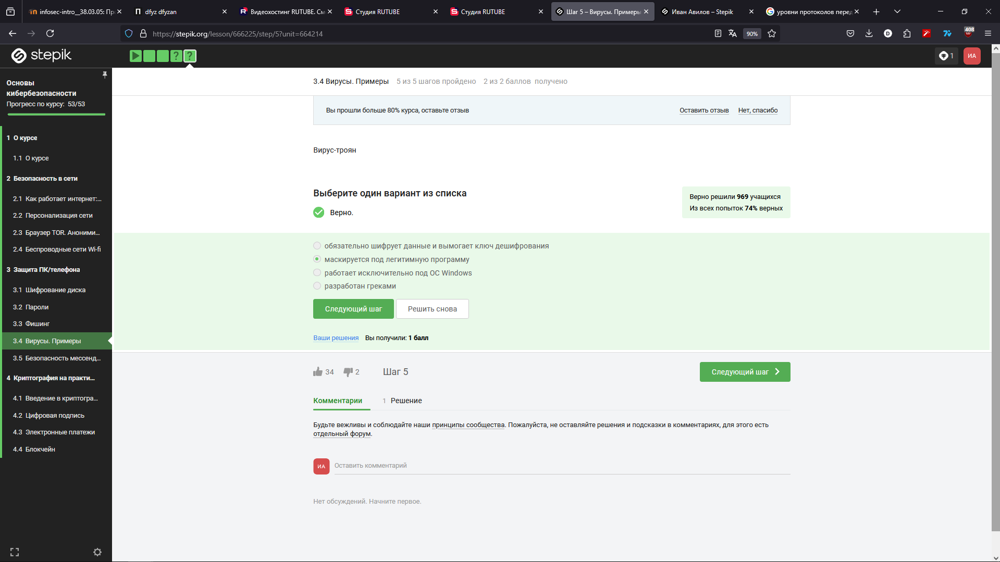 infosec-intro__38.03.05: Пр
dfyz dfyzan
Видеохостинг RUTUBE. См
Студия RUTUBE
Студия RUTUBE
Шаг 5 – Вирусы. Примеры
Иван Авилов – Stepik
уровни протоколов перед
https://stepik.org/lesson/666225/step/5?unit=664214
90%
408
stepik
1
ИА
Основы
кибербезопасности
Прогресс по курсу: 53/53
1 О курсе
1.1 О курсе
2 Безопасность в сети
2.1 Как работает интернет:...
2.2 Персонализация сети
2.3 Браузер TOR. Аноними...
2.4 Беспроводные сети Wi-fi
3 Защита ПК/телефона
3.1 Шифрование диска
3.2 Пароли
3.3 Фишинг
3.4 Вирусы. Примеры
3.5 Безопасность мессенд...
4 Криптография на практи...
4.1 Введение в криптогра...
4.2 Цифровая подпись
4.3 Электронные платежи
4.4 Блокчейн
3.4 Вирусы. Примеры 5 из 5 шагов пройдено 2 из 2 баллов получено
Вы прошли больше 80% курса, оставьте отзыв
Оставить отзыв Нет, спасибо
Вирус-троян
Выберите один вариант из списка
Верно.
Верно решили 969 учащихся
Из всех попыток 74% верных
обязательно шифрует данные и вымогает ключ дешифрования
маскируется под легитимную программу
работает исключительно под ОС Windows
разработан греками
Следующий шаг Решить снова
Ваши решения Вы получили: 1 балл
34 2 Шаг 5
Следующий шаг
Комментарии 1 Решение
Будьте вежливы и соблюдайте наши принципы сообщества. Пожалуйста, не оставляйте решения и подсказки в комментариях, для этого есть
отдельный форум.
ИА Оставить комментарий
Нет обсуждений. Начните первое.